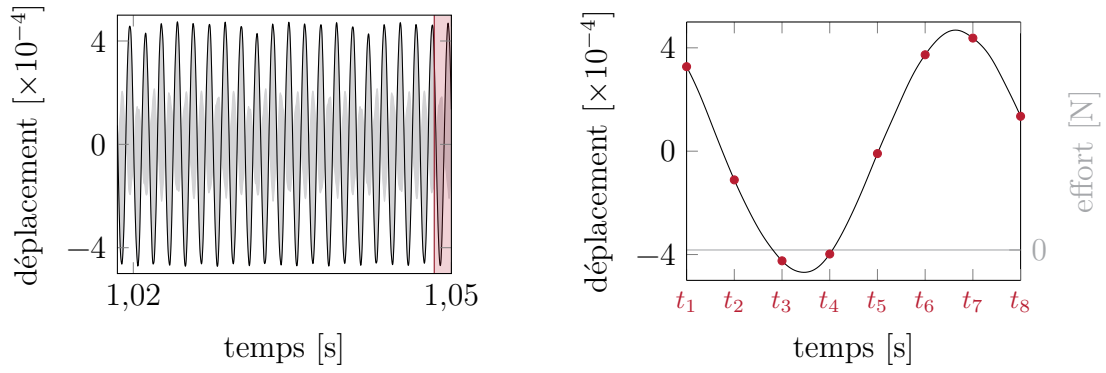 déplacement [×10⁻⁴]
4
0
−4
1,02
1,05
temps [s]
déplacement [×10⁻⁴]
4
0
−4
t₁ t₂ t₃ t₄ t₅ t₆ t₇ t₈
temps [s]
0
effort [N]